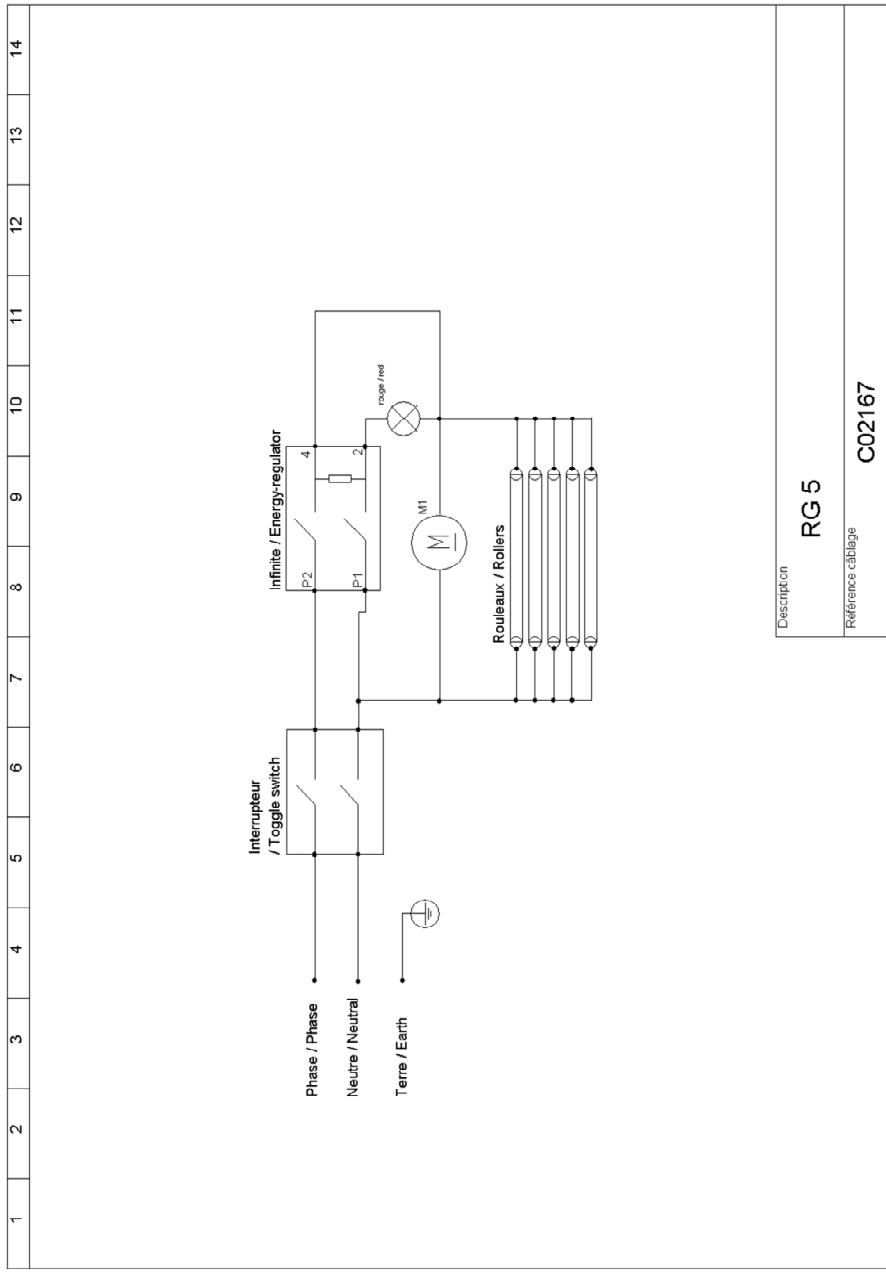 1 2 3 4 5 6 7 8 9 10 11 12 13 14
Phase / Phase
Neutre / Neutral
Terre / Earth
Interrupteur
/ Toggle switch
Infinite / Energy-regulator
P2
4
P1
2
rouge / red
M1
M
Rouleaux / Rollers
Description
RG 5
Référence câblage
C02167